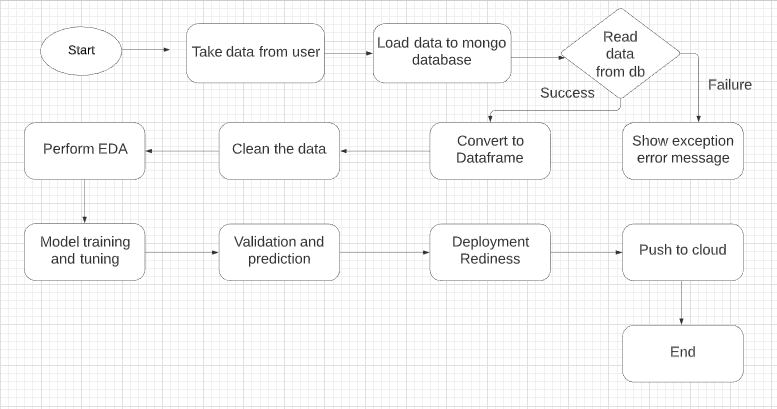 Start
Take data from user
Load data to mongo
database
Read
data
from db
Success
Failure
Perform EDA
Clean the data
Convert to
Dataframe
Show exception
error message
Model training
and tuning
Validation and
prediction
Deployment
Rediness
Push to cloud
End